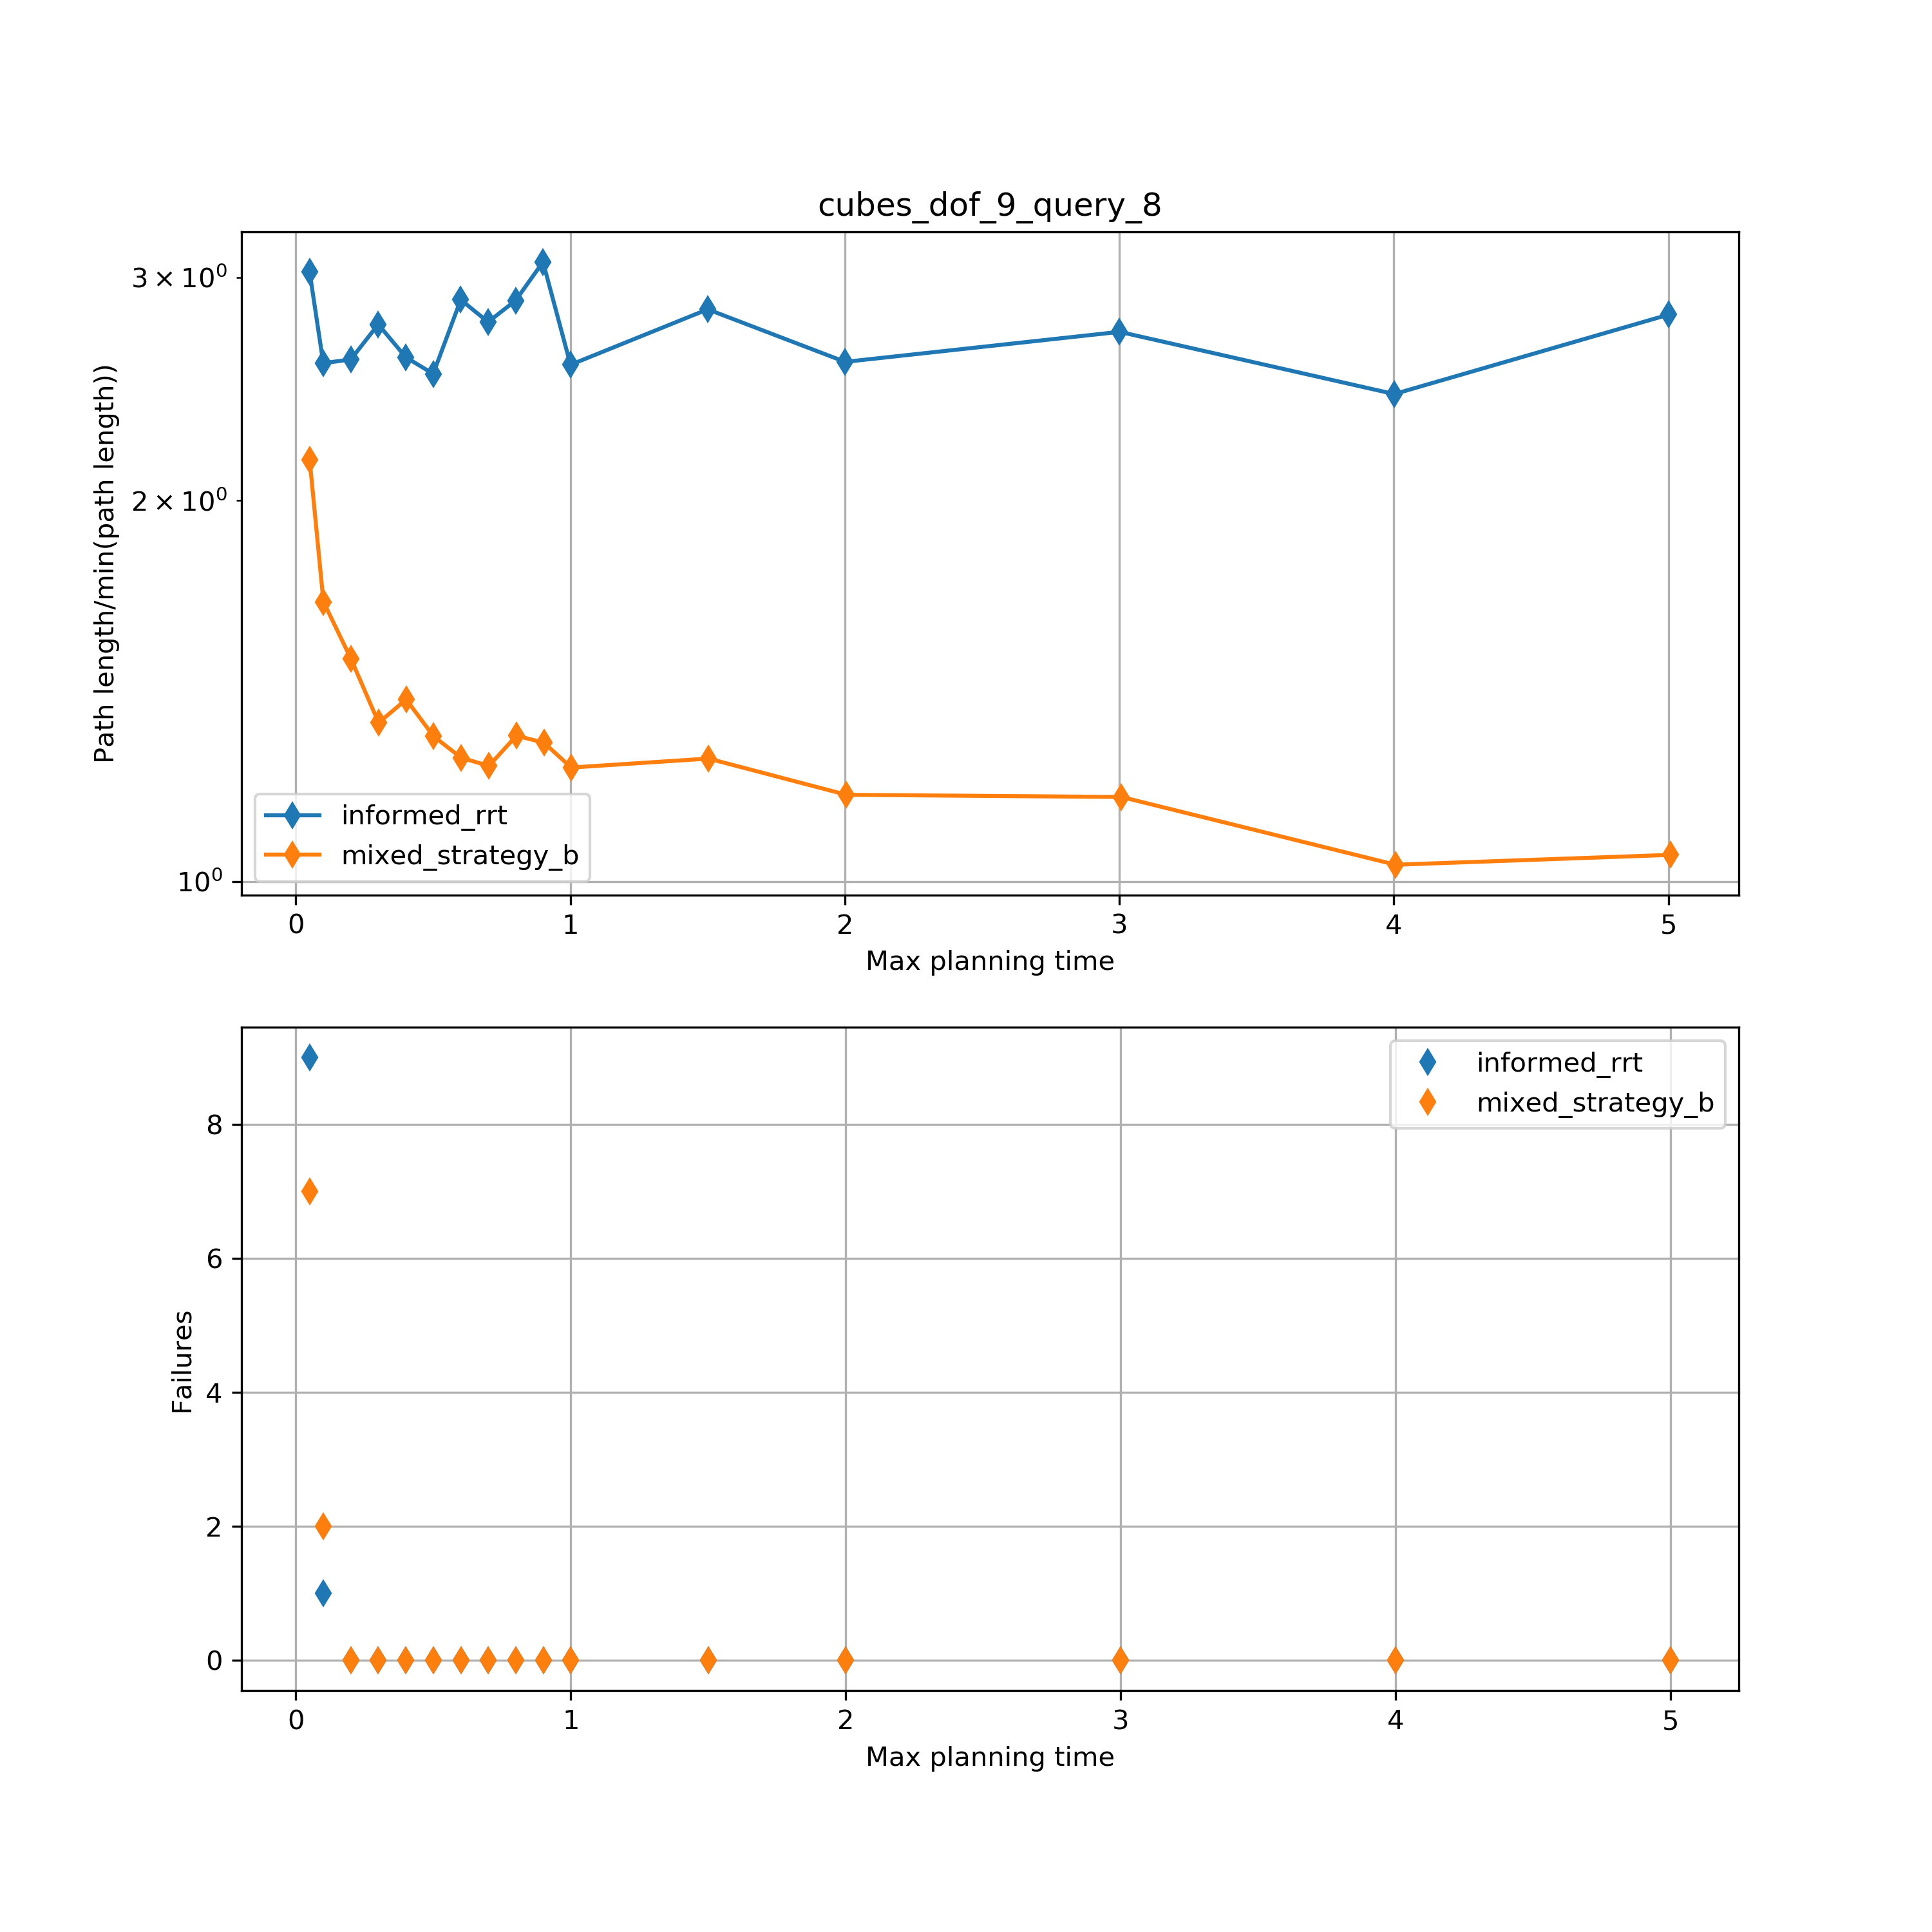 cubes_dof_9_query_8
Path length/min(path length))
3 × 10⁰
2 × 10⁰
10⁰
informed_rrt
mixed_strategy_b
0 1 2 3 4 5
Max planning time
Failures
8
6
4
2
0
informed_rrt
mixed_strategy_b
0 1 2 3 4 5
Max planning time